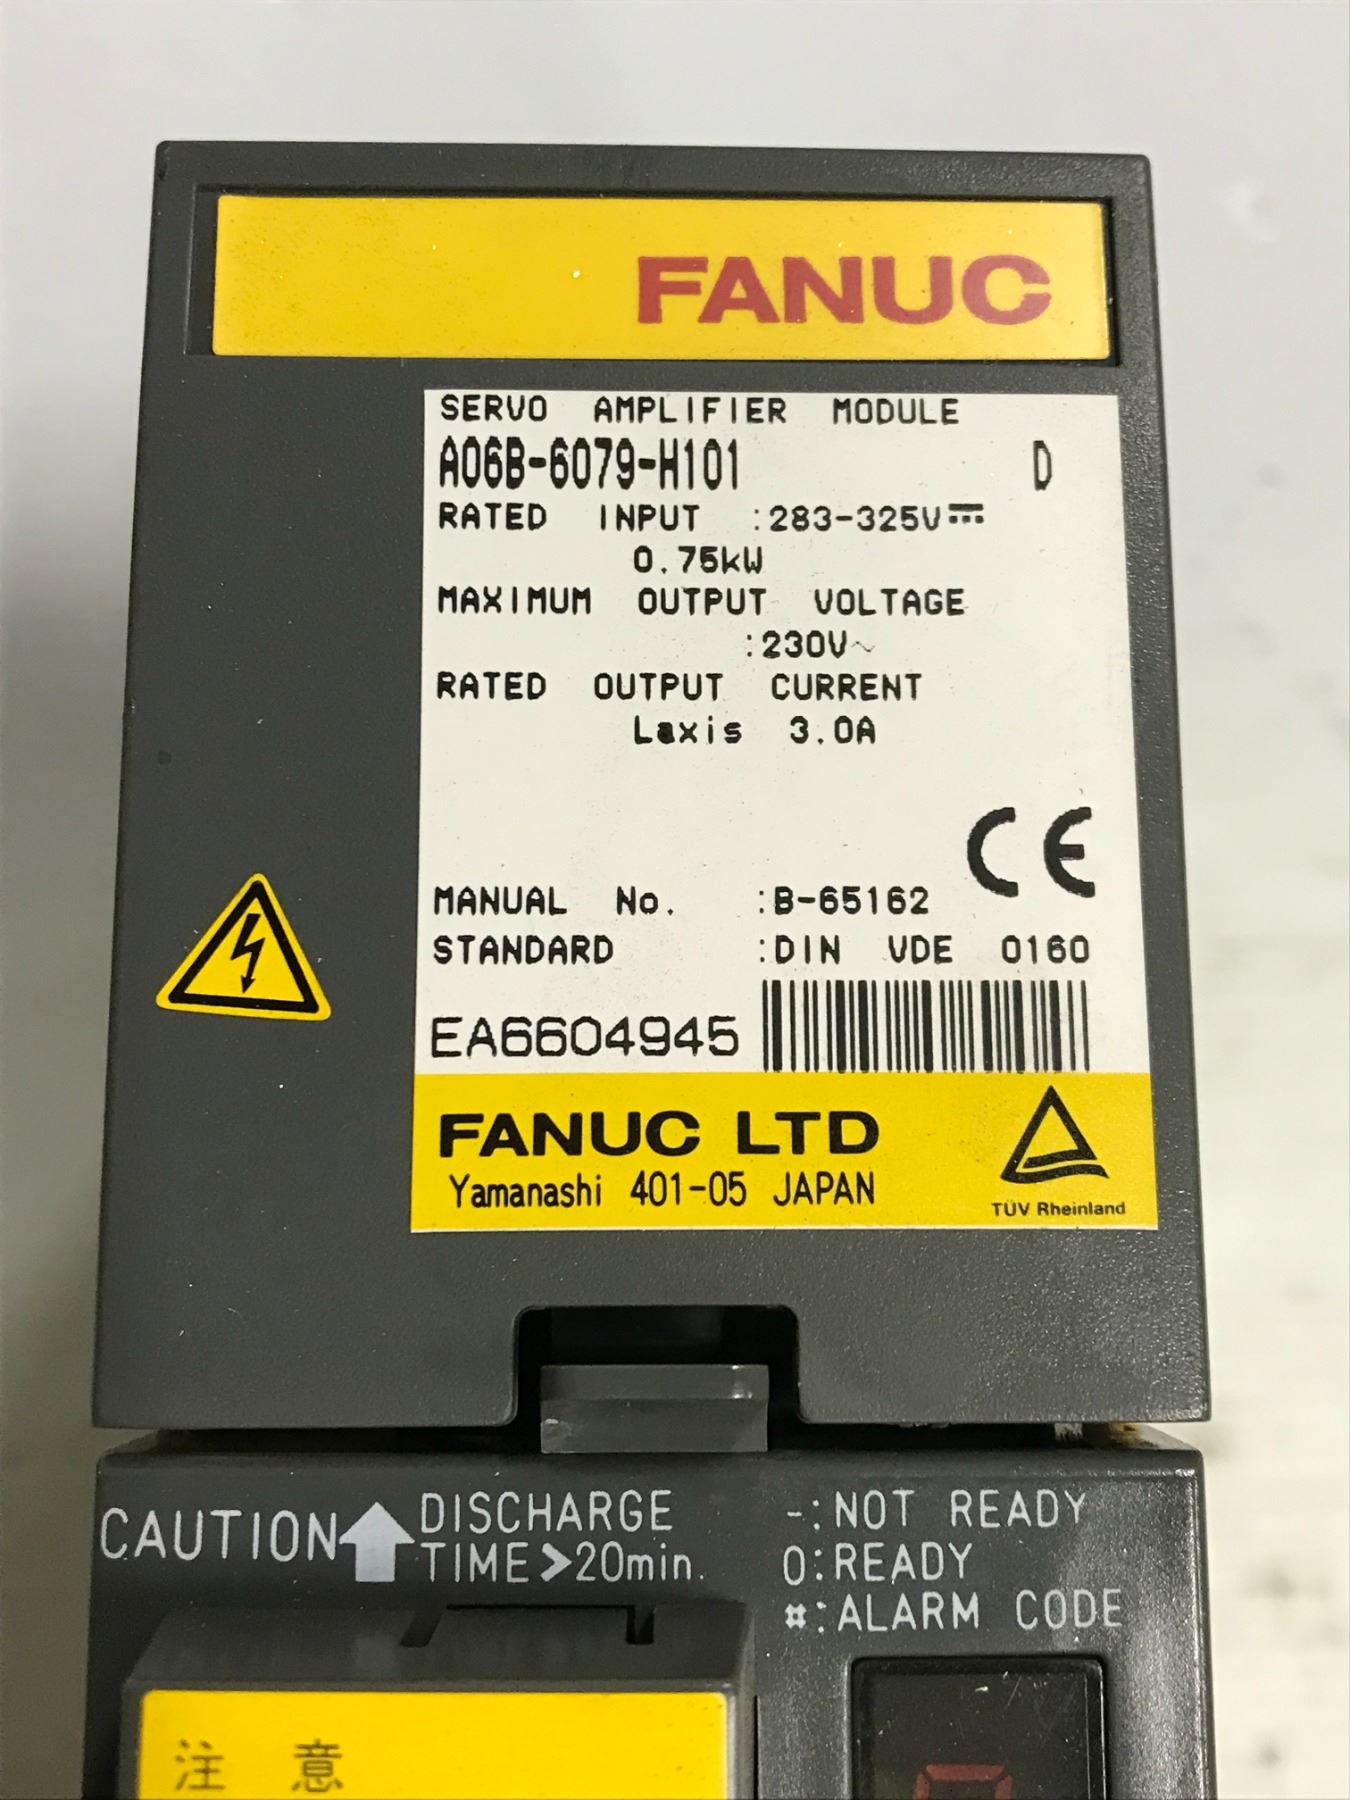 FANUC
SERVO AMPLIFIER MODULE
A06B-6079-H101 D
RATED INPUT :283-325V⎓
0.75kW
MAXIMUM OUTPUT VOLTAGE
:230V~
RATED OUTPUT CURRENT
Laxis 3.0A
CE
MANUAL No. :B-65162
STANDARD :DIN VDE 0160
EA6604945
FANUC LTD
Yamanashi 401-05 JAPAN
TÜV Rheinland
CAUTION DISCHARGE
TIME>20min.
-:NOT READY
0:READY
#:ALARM CODE
注 意